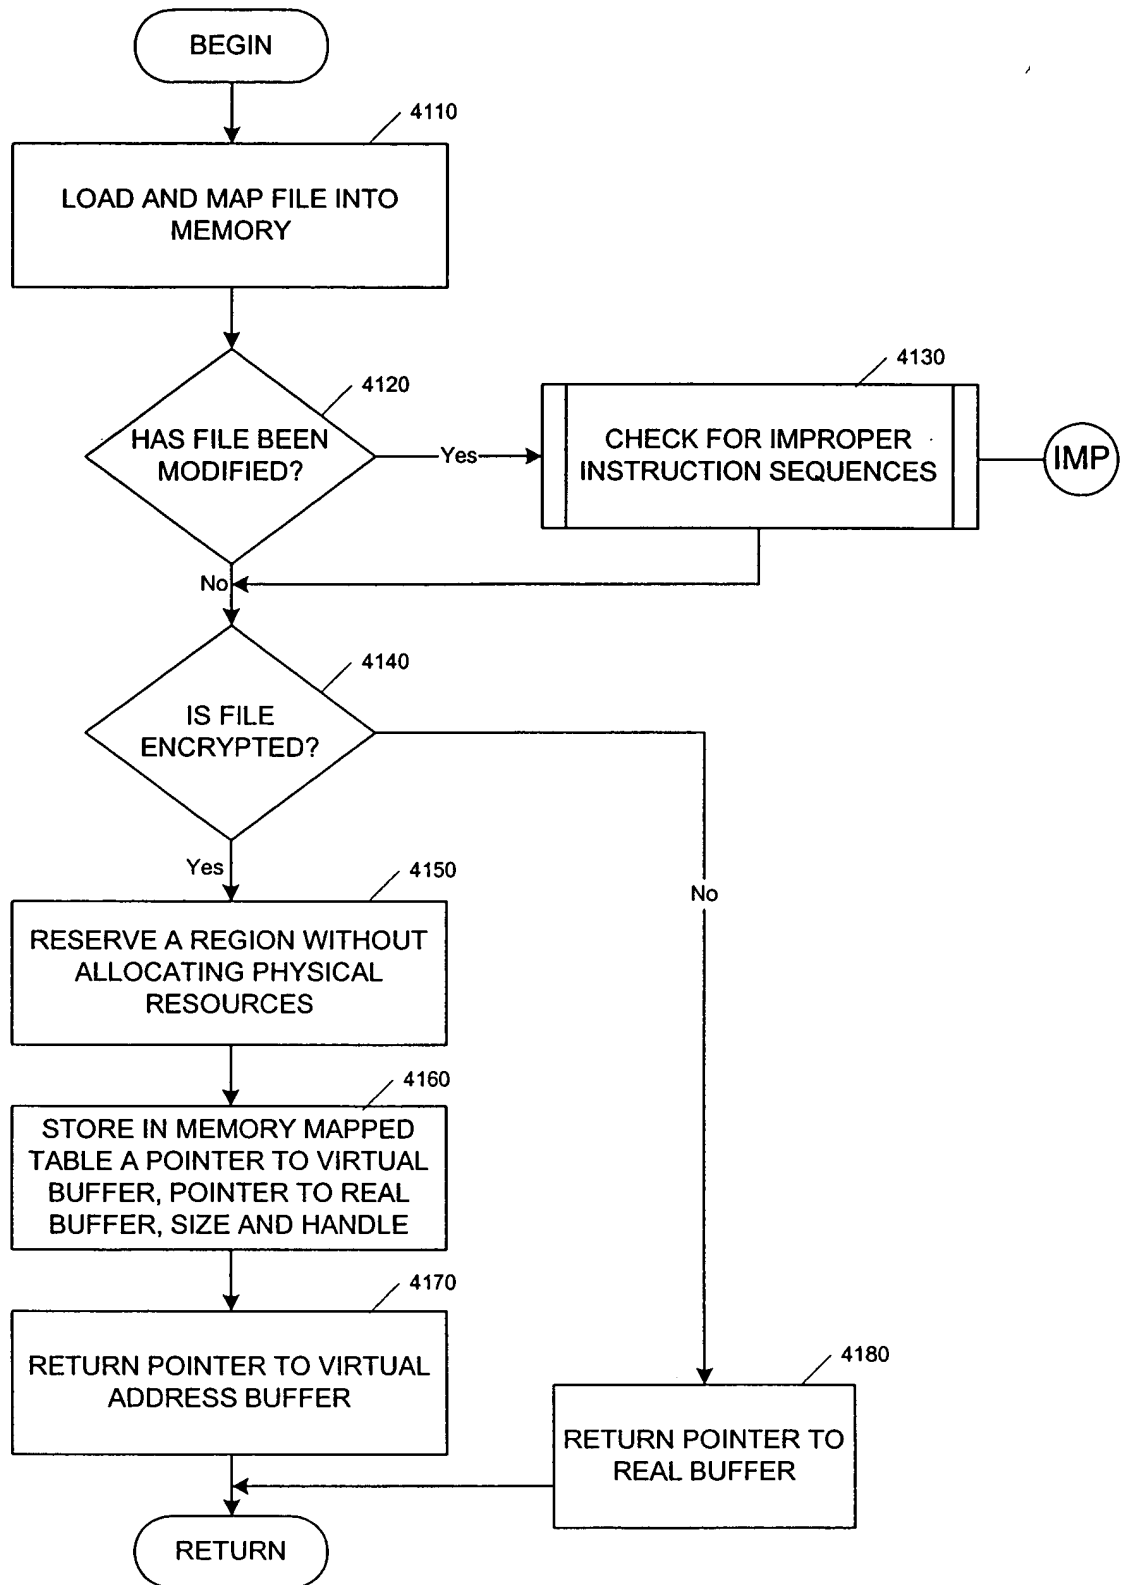 BEGIN
4110
LOAD AND MAP FILE INTO
MEMORY
4120
HAS FILE BEEN
MODIFIED?
Yes
4130
CHECK FOR IMPROPER
INSTRUCTION SEQUENCES
IMP
No
4140
IS FILE
ENCRYPTED?
Yes
No
4150
RESERVE A REGION WITHOUT
ALLOCATING PHYSICAL
RESOURCES
4160
STORE IN MEMORY MAPPED
TABLE A POINTER TO VIRTUAL
BUFFER, POINTER TO REAL
BUFFER, SIZE AND HANDLE
4170
RETURN POINTER TO VIRTUAL
ADDRESS BUFFER
4180
RETURN POINTER TO
REAL BUFFER
RETURN